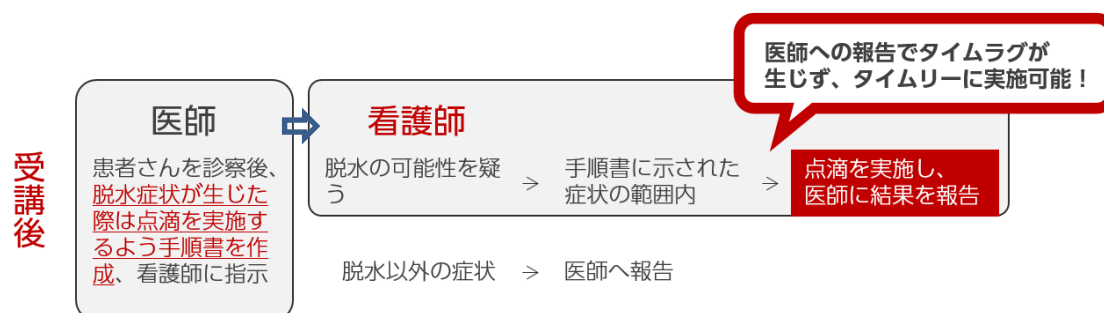 受講後
医師
患者さんを診察後、
脱水症状が生じた
際は点滴を実施す
るよう手順書を作
成、看護師に指示
看護師
脱水の可能性を疑
う
→
手順書に示された
症状の範囲内
→
点滴を実施し、
医師に結果を報告
医師への報告でタイムラグが
生じず、タイムリーに実施可能！
脱水以外の症状 → 医師へ報告